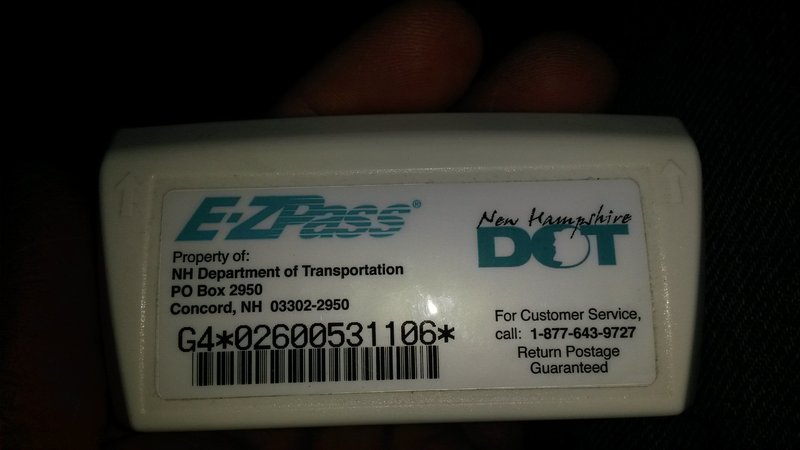 E-ZPass®
Property of:
NH Department of Transportation
PO Box 2950
Concord, NH 03302-2950
G4*02600531106*
New Hampshire
DOT
For Customer Service,
call: 1-877-643-9727
Return Postage
Guaranteed